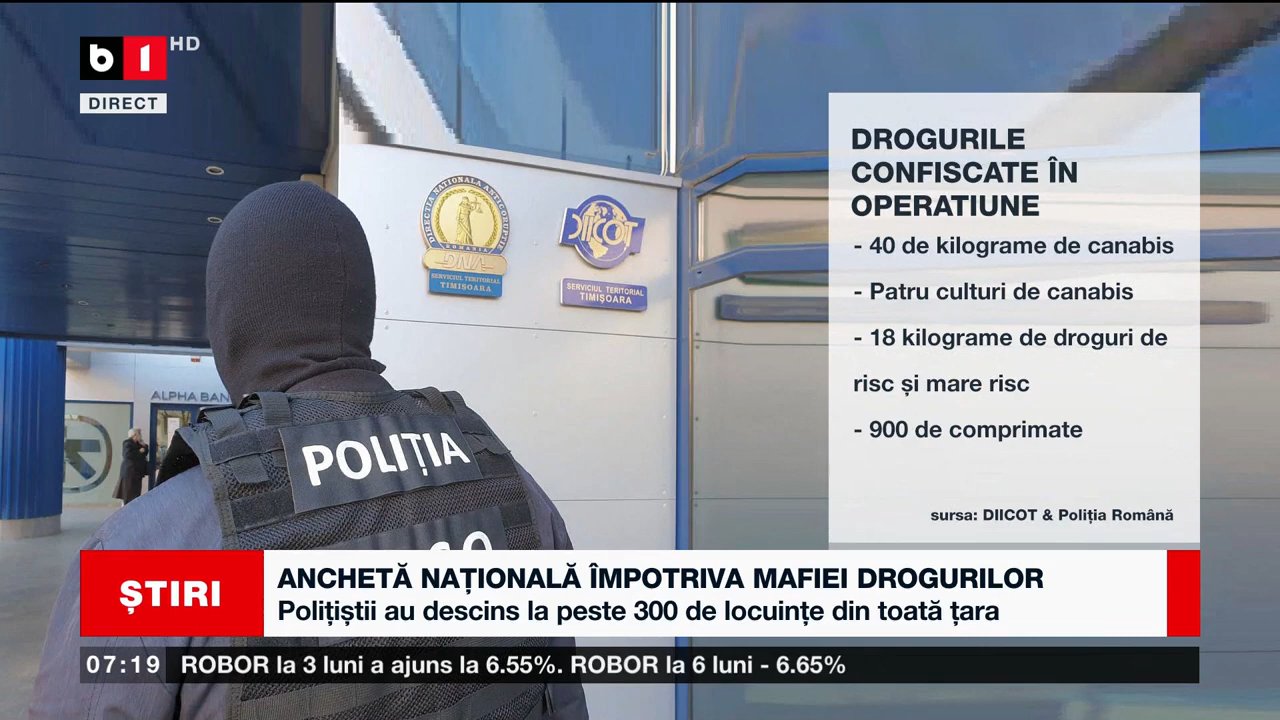 b1 HD
DIRECT
DIRECȚIA NAȚIONALĂ ANTICORUPȚIE
ROMÂNIA
DNA
SERVICIUL TERITORIAL
TIMIȘOARA
DIICOT
SERVICIUL TERITORIAL
TIMIȘOARA
ALPHA BAN
POLIȚIA
DROGURILE
CONFISCATE ÎN
OPERATIUNE
- 40 de kilograme de canabis
- Patru culturi de canabis
- 18 kilograme de droguri de
risc și mare risc
- 900 de comprimate
sursa: DIICOT & Poliția Română
ȘTIRI
ANCHETĂ NAȚIONALĂ ÎMPOTRIVA MAFIEI DROGURILOR
Polițiștii au descins la peste 300 de locuințe din toată țara
07:19 ROBOR la 3 luni a ajuns la 6.55%. ROBOR la 6 luni - 6.65%